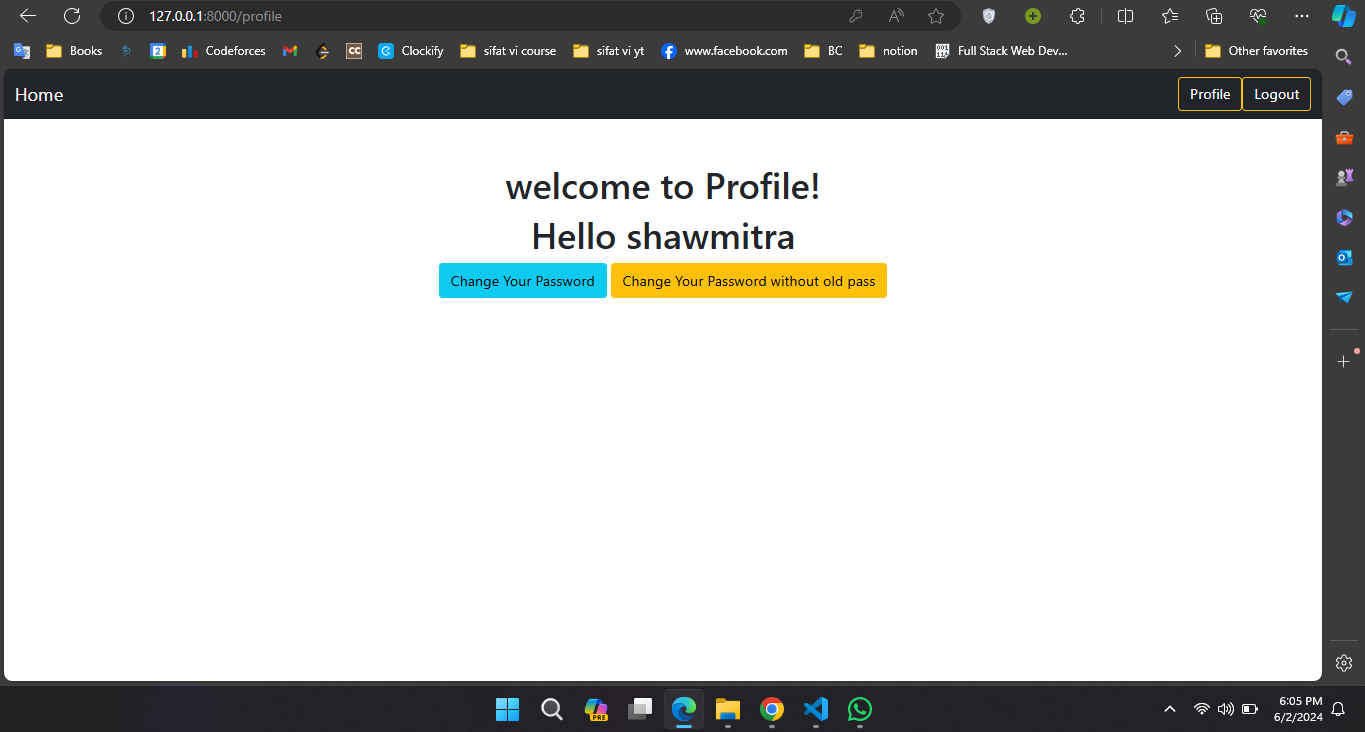 127.0.0.1:8000/profile
Books
2
Codeforces
CC
Clockify
sifat vi course
sifat vi yt
www.facebook.com
BC
notion
Full Stack Web Dev...
Other favorites
Home
Profile
Logout
welcome to Profile!
Hello shawmitra
Change Your Password
Change Your Password without old pass
PRE
6:05 PM
6/2/2024